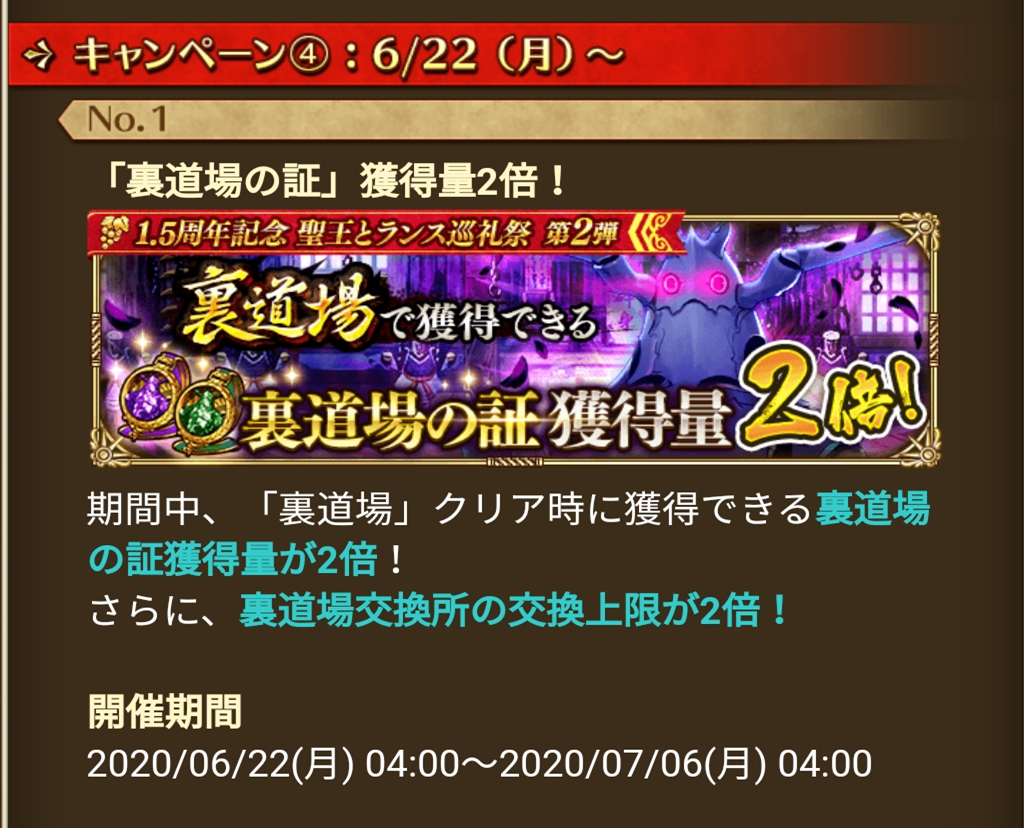 キャンペーン④：6/22（月）～
No.1
「裏道場の証」獲得量2倍！
1.5周年記念 聖王とランス巡礼祭 第2弾
裏道場で獲得できる
裏道場の証獲得量2倍!
期間中、「裏道場」クリア時に獲得できる裏道場
の証獲得量が2倍！
さらに、裏道場交換所の交換上限が2倍！
開催期間
2020/06/22(月) 04:00～2020/07/06(月) 04:00